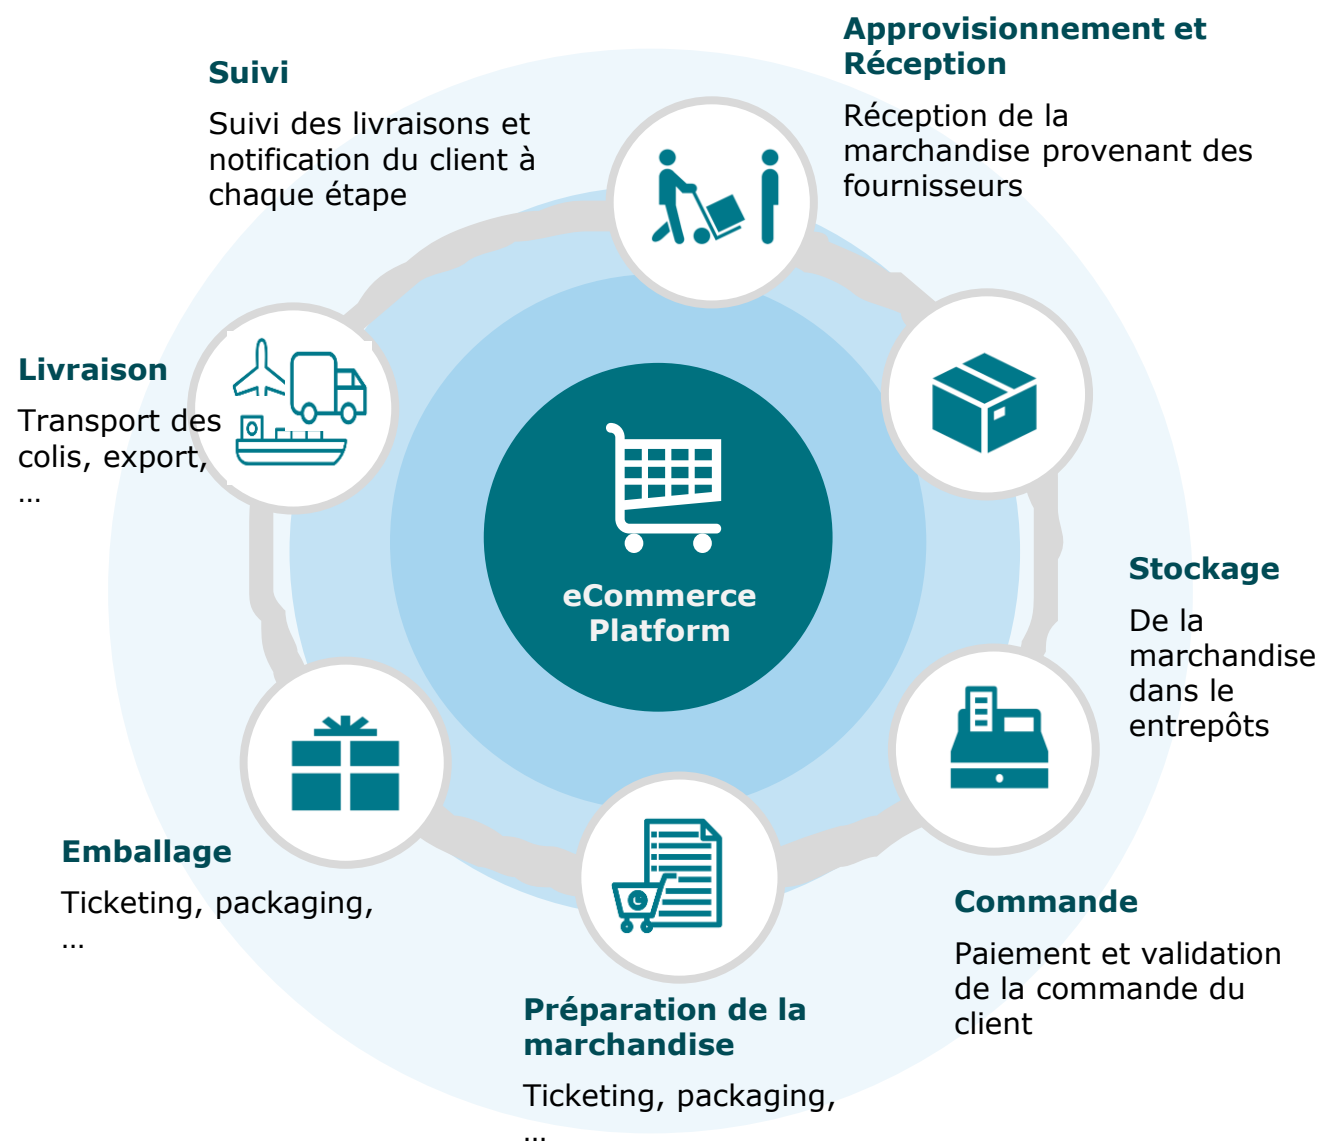 Approvisionnement et
Réception
Réception de la
marchandise provenant des
fournisseurs
Suivi
Suivi des livraisons et
notification du client à
chaque étape
Livraison
Transport des
colis, export,
...
eCommerce
Platform
Stockage
De la
marchandise
dans le
entrepôts
Emballage
Ticketing, packaging,
...
Commande
Paiement et validation
de la commande du
client
Préparation de la
marchandise
Ticketing, packaging,
...